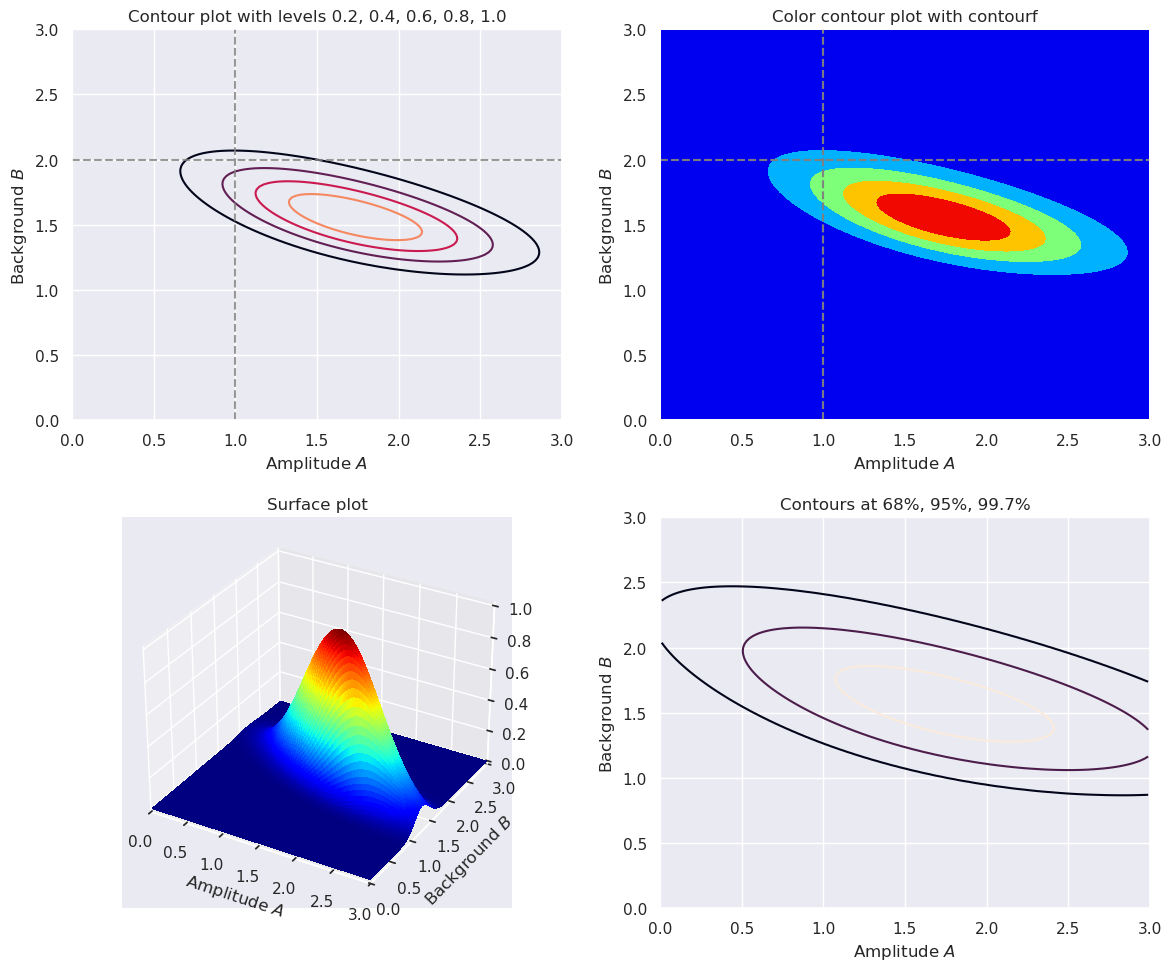 Contour plot with levels 0.2, 0.4, 0.6, 0.8, 1.0
3.0
2.5
2.0
1.5
1.0
0.5
0.0
Background B
0.0 0.5 1.0 1.5 2.0 2.5 3.0
Amplitude A
Color contour plot with contourf
3.0
2.5
2.0
1.5
1.0
0.5
0.0
Background B
0.0 0.5 1.0 1.5 2.0 2.5 3.0
Amplitude A
Surface plot
1.0
0.8
0.6
0.4
0.2
0.0
3.0
2.5
2.0
1.5
1.0
0.5
0.0
Background B
0.0 0.5 1.0 1.5 2.0 2.5 3.0
Amplitude A
Contours at 68%, 95%, 99.7%
3.0
2.5
2.0
1.5
1.0
0.5
0.0
Background B
0.0 0.5 1.0 1.5 2.0 2.5 3.0
Amplitude A